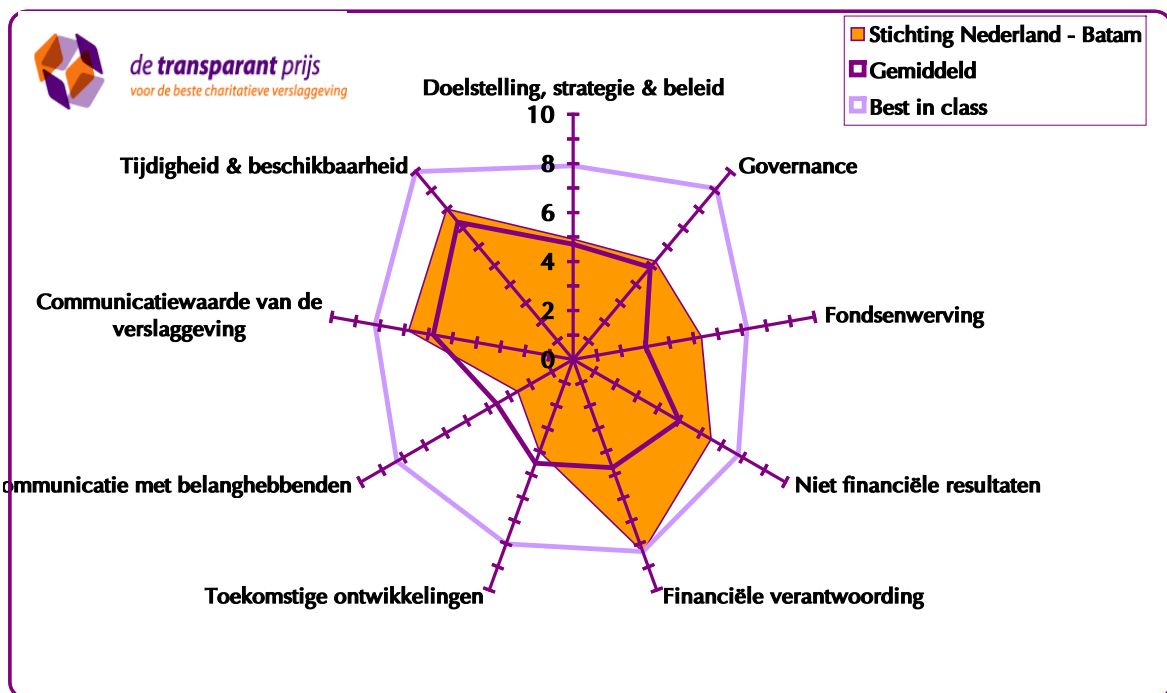 de transparant prijs
voor de beste charitatieve verslaggeving
Stichting Nederland - Batam
Gemiddeld
Best in class
Doelstelling, strategie & beleid
10
8
6
4
2
0
Tijdigheid & beschikbaarheid
Governance
Communicatiewaarde van de
verslaggeving
Fondsenwerving
ommunicatie met belanghebbenden
Niet financiële resultaten
Toekomstige ontwikkelingen
Financiële verantwoording